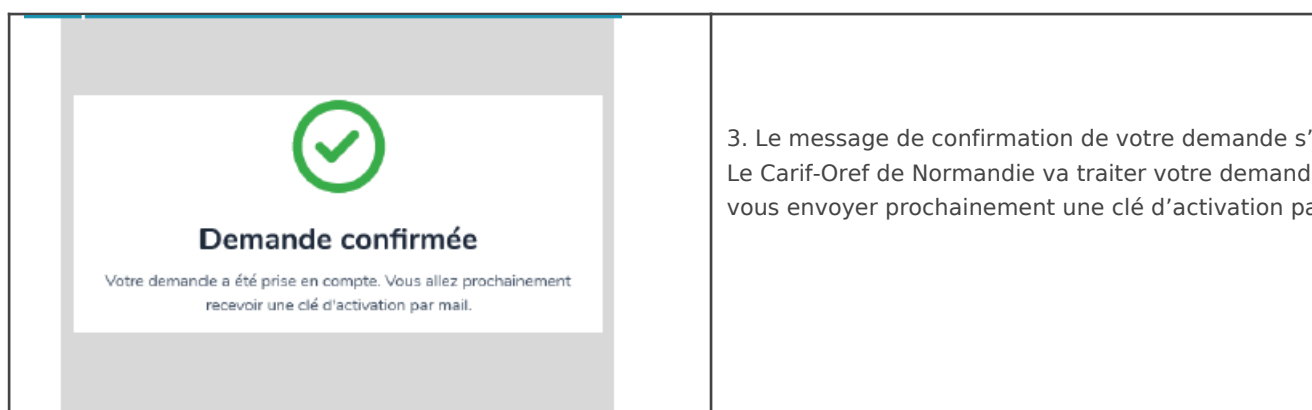 Demande confirmée
Votre demande a été prise en compte. Vous allez prochainement
recevoir une clé d'activation par mail.
3. Le message de confirmation de votre demande s’
Le Carif-Oref de Normandie va traiter votre demand
vous envoyer prochainement une clé d’activation pa